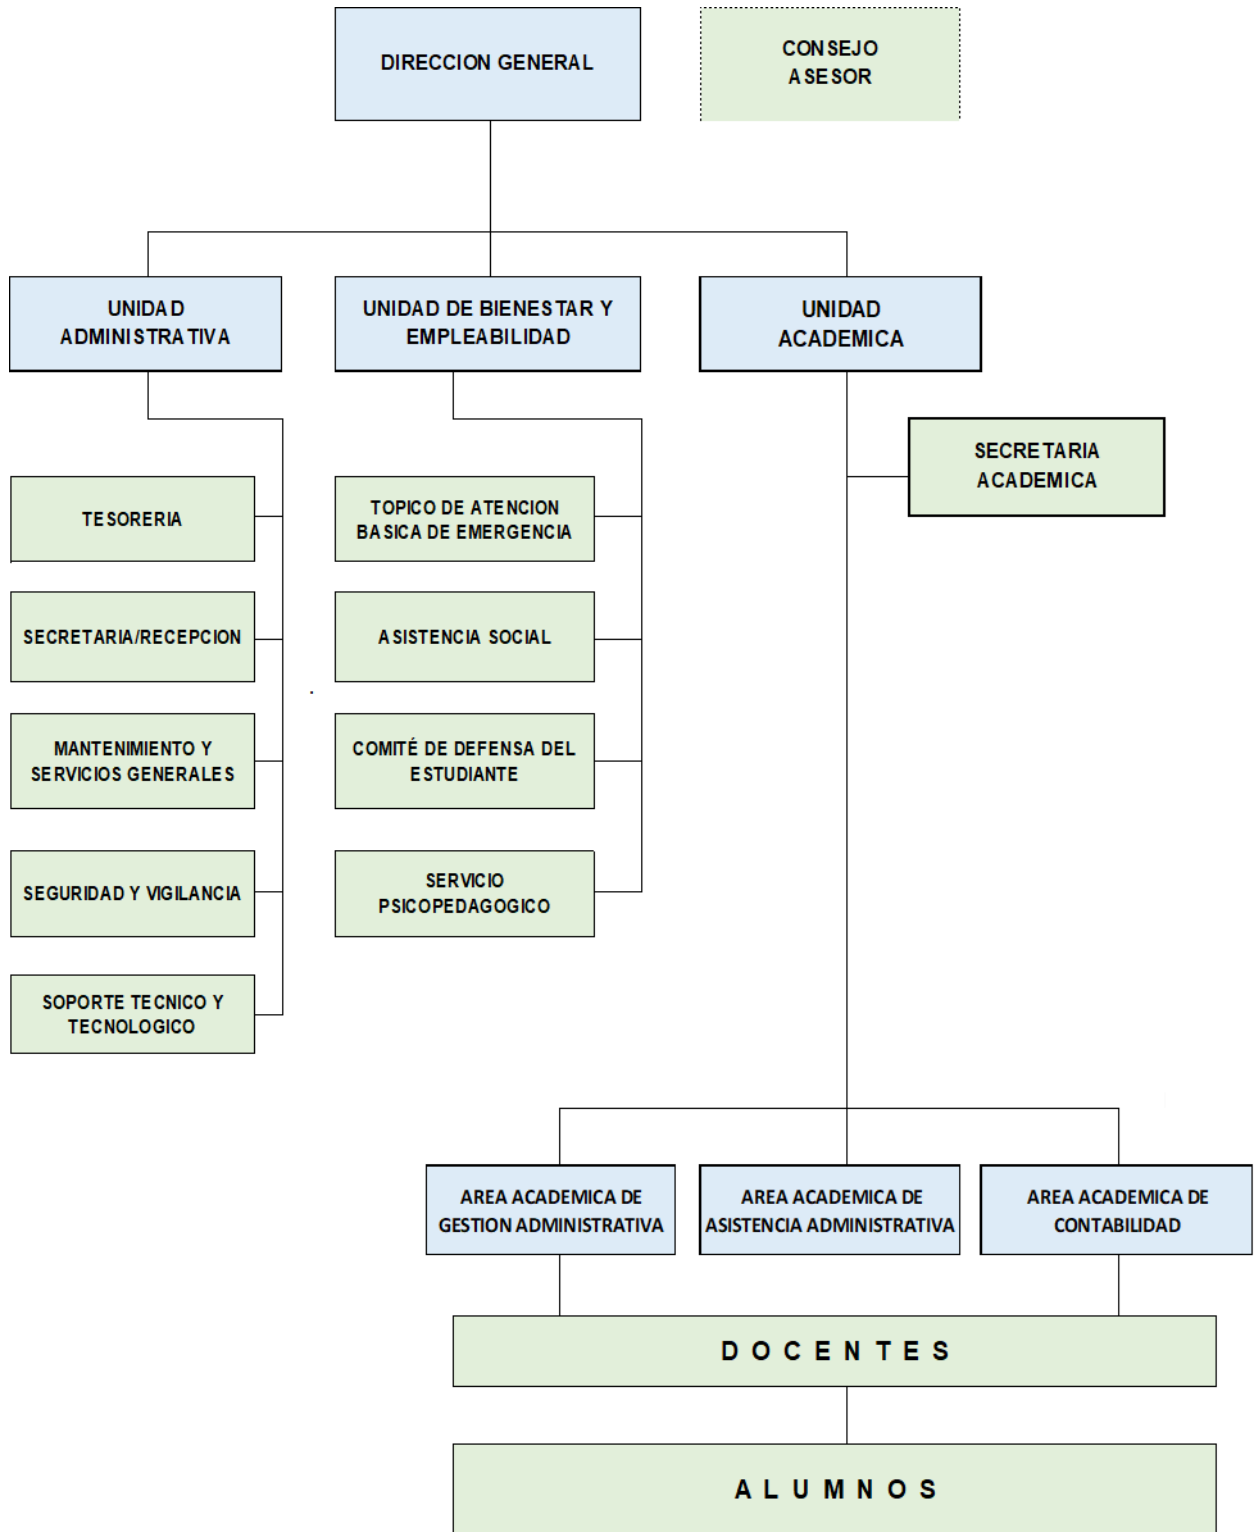 DIRECCION GENERAL
CONSEJO
ASESOR
UNIDAD
ADMINISTRATIVA
UNIDAD DE BIENESTAR Y
EMPLEABILIDAD
UNIDAD
ACADEMICA
SECRETARIA
ACADEMICA
TESORERIA
TOPICO DE ATENCION
BASICA DE EMERGENCIA
SECRETARIA/RECEPCION
ASISTENCIA SOCIAL
MANTENIMIENTO Y
SERVICIOS GENERALES
COMITÉ DE DEFENSA DEL
ESTUDIANTE
SEGURIDAD Y VIGILANCIA
SERVICIO
PSICOPEDAGOGICO
SOPORTE TECNICO Y
TECNOLOGICO
AREA ACADEMICA DE
GESTION ADMINISTRATIVA
AREA ACADEMICA DE
ASISTENCIA ADMINISTRATIVA
AREA ACADEMICA DE
CONTABILIDAD
DOCENTES
ALUMNOS